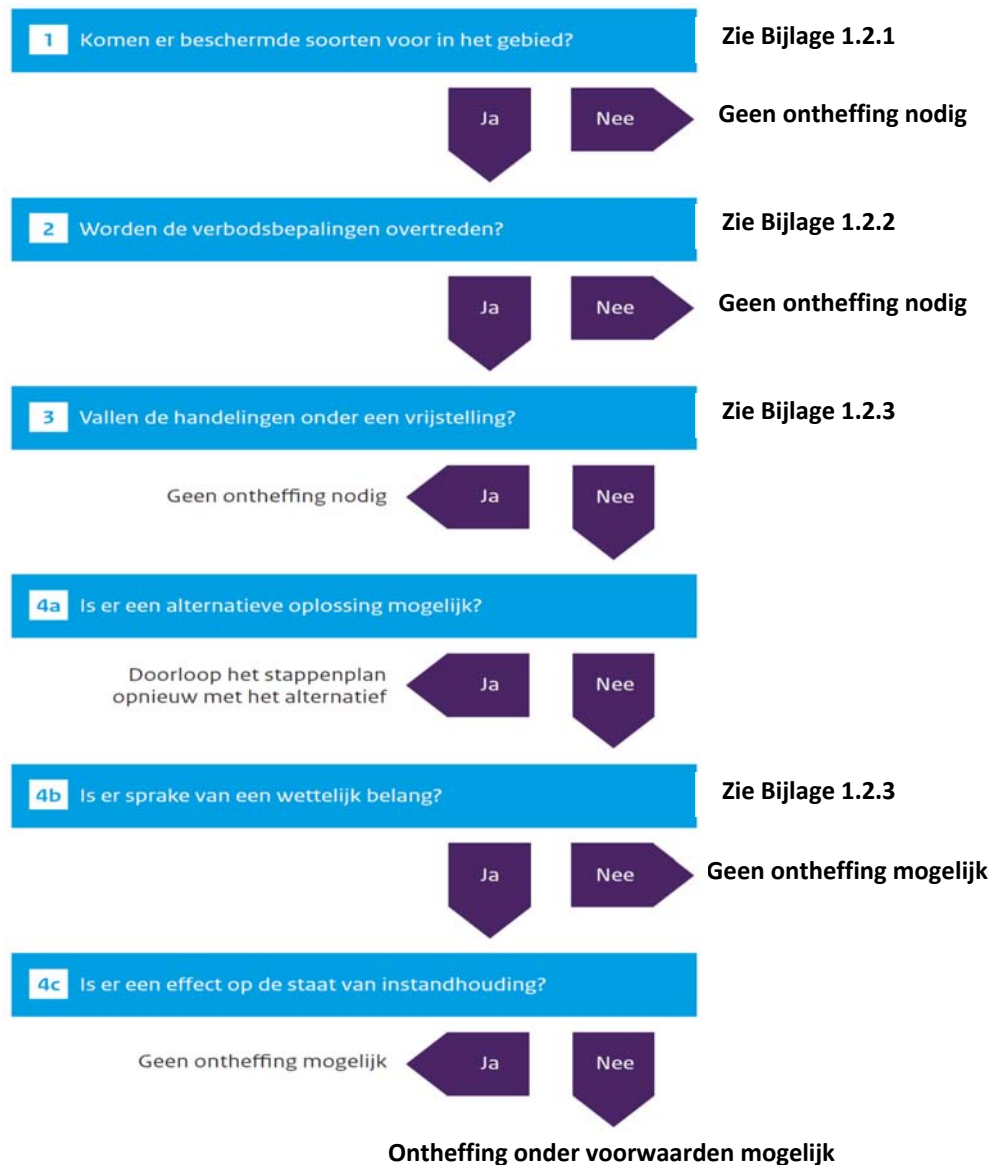 1 Komen er beschermde soorten voor in het gebied? Zie Bijlage 1.2.1
Ja Nee Geen ontheffing nodig
2 Worden de verbodsbepalingen overtreden? Zie Bijlage 1.2.2
Ja Nee Geen ontheffing nodig
3 Vallen de handelingen onder een vrijstelling? Zie Bijlage 1.2.3
Geen ontheffing nodig Ja Nee
4a Is er een alternatieve oplossing mogelijk?
Doorloop het stappenplan
opnieuw met het alternatief Ja Nee
4b Is er sprake van een wettelijk belang? Zie Bijlage 1.2.3
Ja Nee Geen ontheffing mogelijk
4c Is er een effect op de staat van instandhouding?
Geen ontheffing mogelijk Ja Nee
Ontheffing onder voorwaarden mogelijk